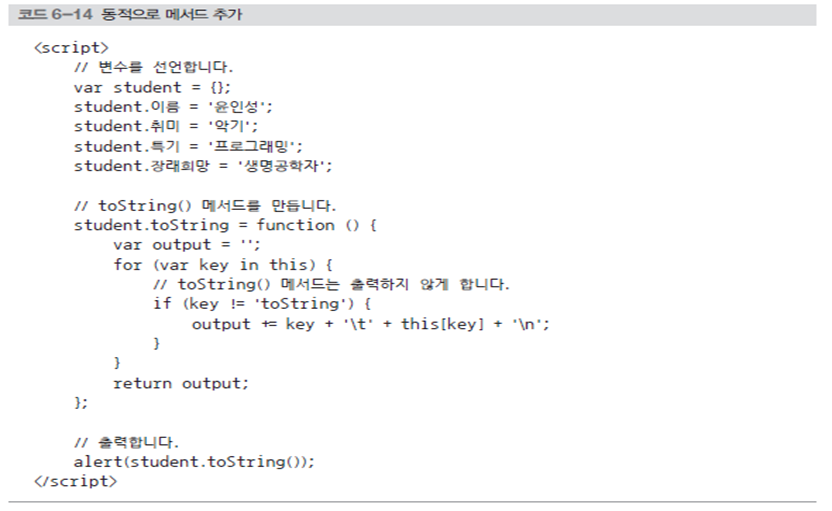 코드 6-14 동적으로 메서드 추가
<script>
    // 변수를 선언합니다.
    var student = {};
    student.이름 = '윤인성';
    student.취미 = '악기';
    student.특기 = '프로그래밍';
    student.장래희망 = '생명공학자';

    // toString() 메서드를 만듭니다.
    student.toString = function () {
        var output = '';
        for (var key in this) {
            // toString() 메서드는 출력하지 않게 합니다.
            if (key != 'toString') {
                output += key + '\t' + this[key] + '\n';
            }
        }
        return output;
    };

    // 출력합니다.
    alert(student.toString());
</script>